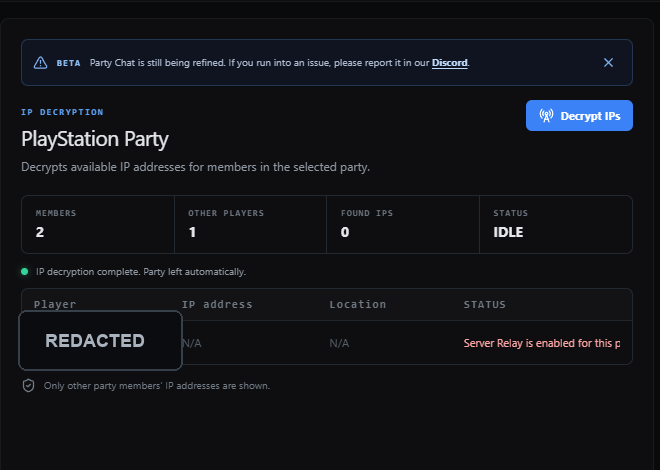 BETA Party Chat is still being refined. If you run into an issue, please report it in our Discord.
IP DECRYPTION
Decrypt IPs
PlayStation Party
Decrypts available IP addresses for members in the selected party.
MEMBERS OTHER PLAYERS FOUND IPS STATUS
2 1 0 IDLE
IP decryption complete. Party left automatically.
Player IP address Location STATUS
REDACTED N/A N/A Server Relay is enabled for this p
Only other party members' IP addresses are shown.